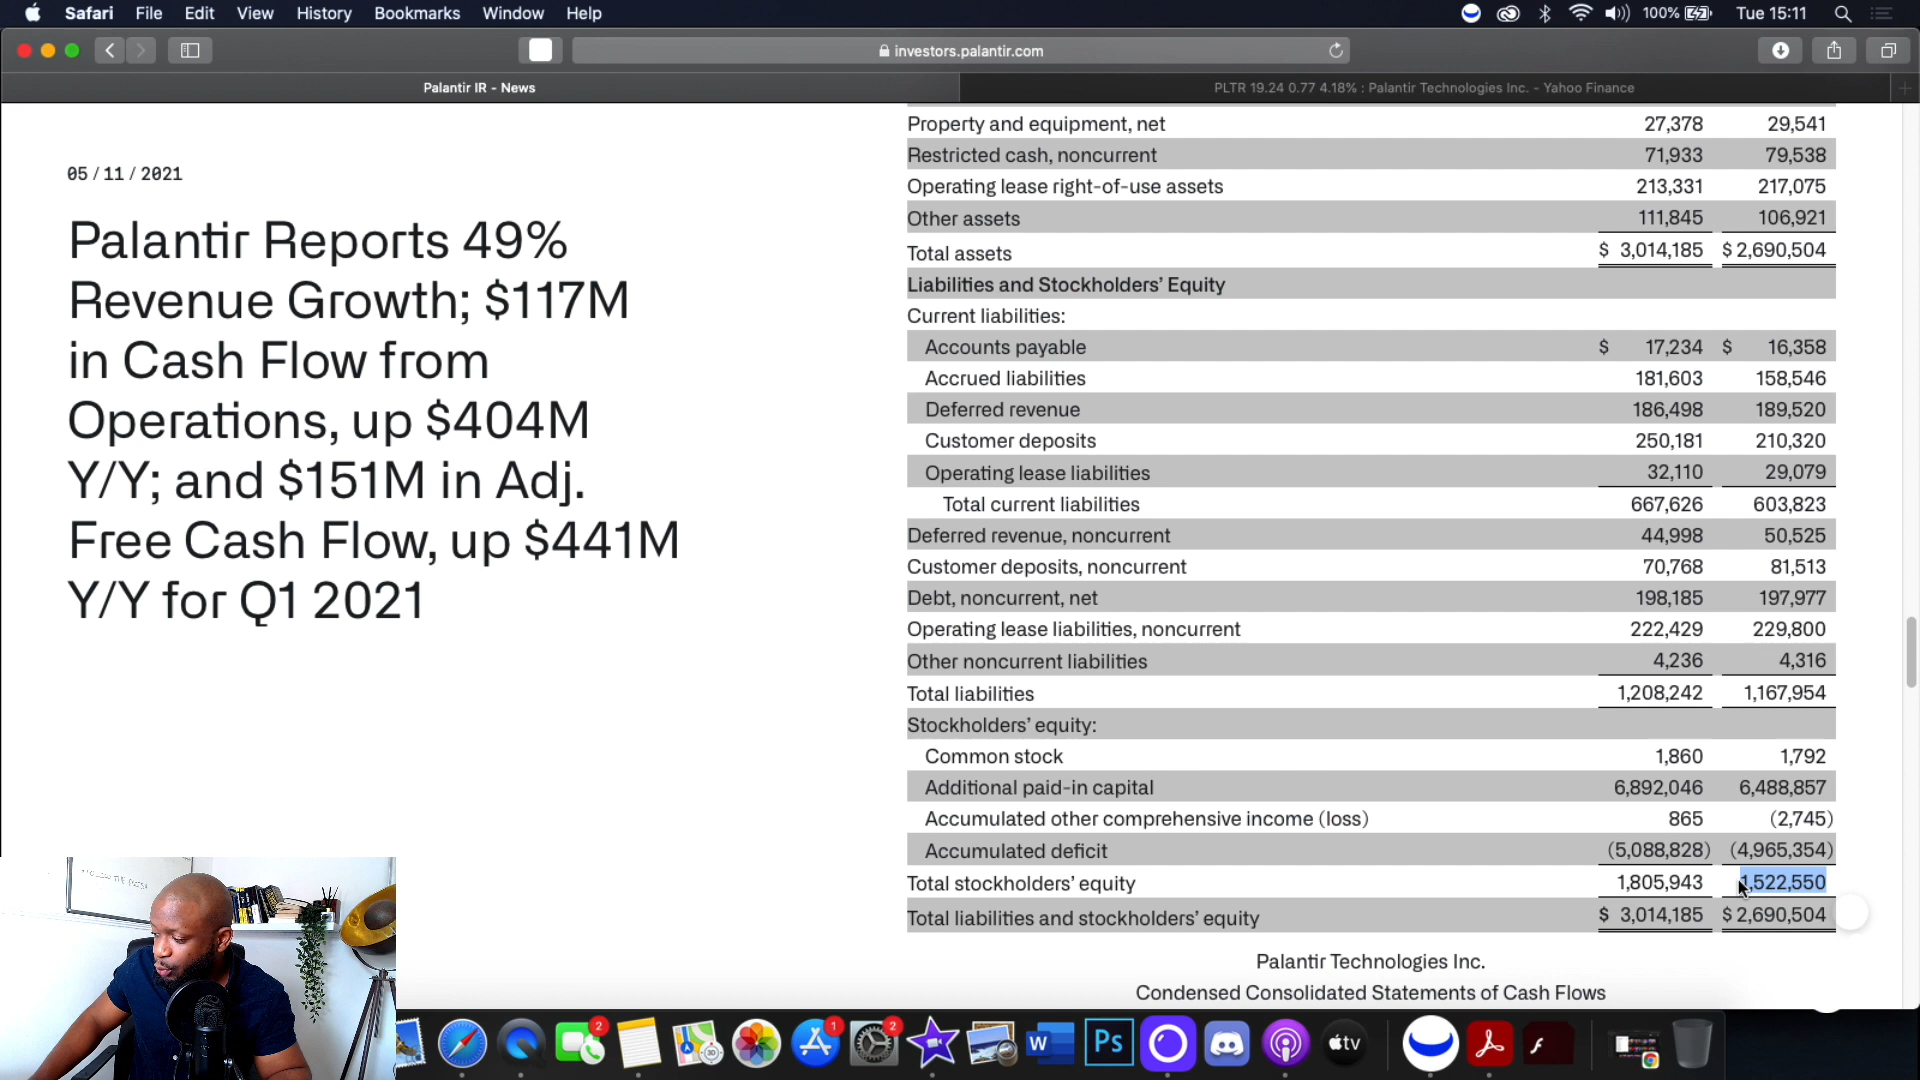 Safari File Edit View History Bookmarks Window Help 100% Tue 15:11
investors.palantir.com
Palantir IR - News PLTR 19.24 0.77 4.18% : Palantir Technologies Inc. - Yahoo Finance
05 / 11 / 2021
Palantir Reports 49%
Revenue Growth; $117M
in Cash Flow from
Operations, up $404M
Y/Y; and $151M in Adj.
Free Cash Flow, up $441M
Y/Y for Q1 2021
Property and equipment, net 27,378 29,541
Restricted cash, noncurrent 71,933 79,538
Operating lease right-of-use assets 213,331 217,075
Other assets 111,845 106,921
Total assets $ 3,014,185 $ 2,690,504
Liabilities and Stockholders’ Equity
Current liabilities:
Accounts payable $ 17,234 $ 16,358
Accrued liabilities 181,603 158,546
Deferred revenue 186,498 189,520
Customer deposits 250,181 210,320
Operating lease liabilities 32,110 29,079
Total current liabilities 667,626 603,823
Deferred revenue, noncurrent 44,998 50,525
Customer deposits, noncurrent 70,768 81,513
Debt, noncurrent, net 198,185 197,977
Operating lease liabilities, noncurrent 222,429 229,800
Other noncurrent liabilities 4,236 4,316
Total liabilities 1,208,242 1,167,954
Stockholders’ equity:
Common stock 1,860 1,792
Additional paid-in capital 6,892,046 6,488,857
Accumulated other comprehensive income (loss) 865 (2,745)
Accumulated deficit (5,088,828) (4,965,354)
Total stockholders’ equity 1,805,943 1,522,550
Total liabilities and stockholders’ equity $ 3,014,185 $ 2,690,504
Palantir Technologies Inc.
Condensed Consolidated Statements of Cash Flows
2 1 2
W Ps tv